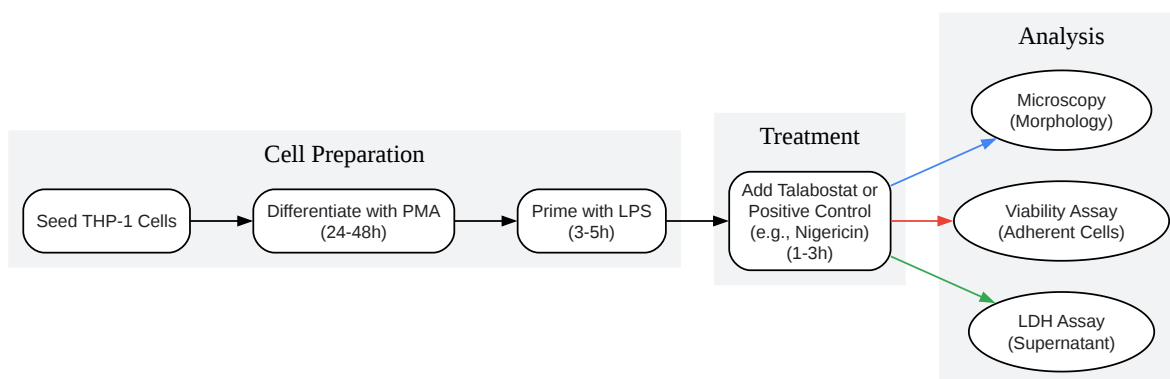 Cell Preparation
Seed THP-1 Cells
Differentiate with PMA
(24-48h)
Prime with LPS
(3-5h)
Treatment
Add Talabostat or
Positive Control
(e.g., Nigericin)
(1-3h)
Analysis
Microscopy
(Morphology)
Viability Assay
(Adherent Cells)
LDH Assay
(Supernatant)